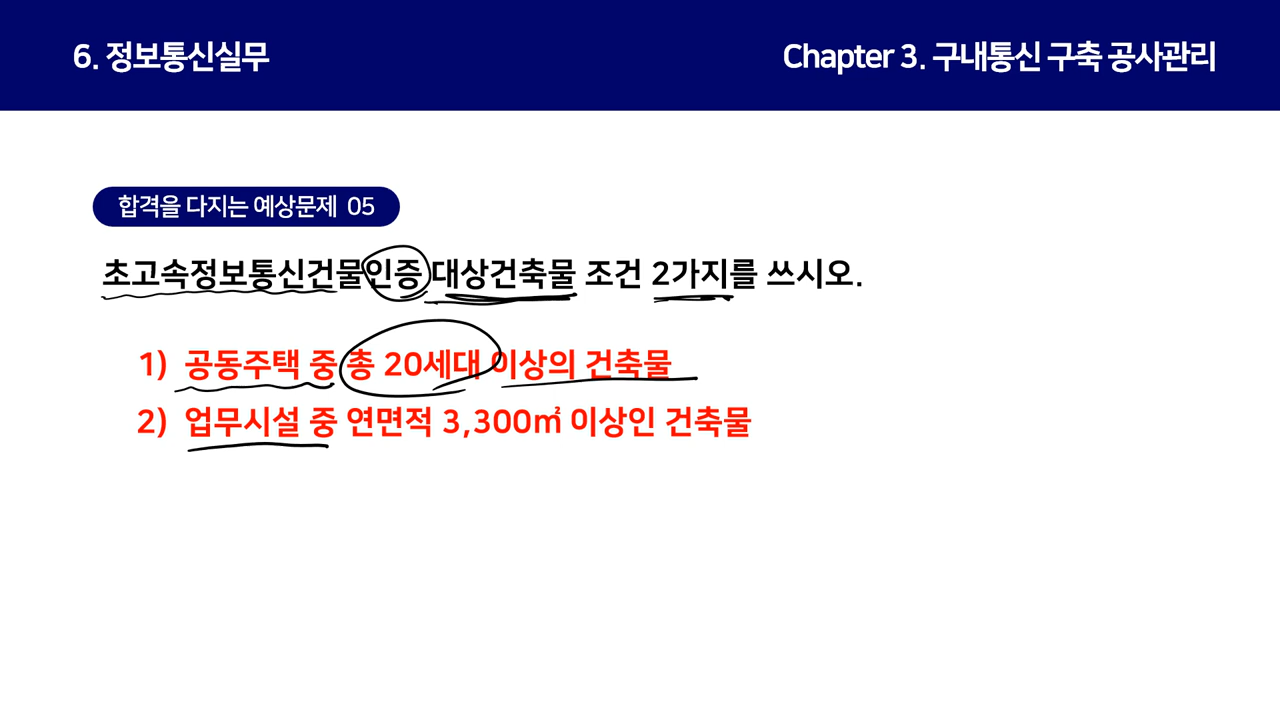 6. 정보통신실무
Chapter 3. 구내통신 구축 공사관리
합격을 다지는 예상문제 05
초고속정보통신건물인증 대상건축물 조건 2가지를 쓰시오.
1) 공동주택 중 총 20세대 이상의 건축물
2) 업무시설 중 연면적 3,300㎡ 이상인 건축물